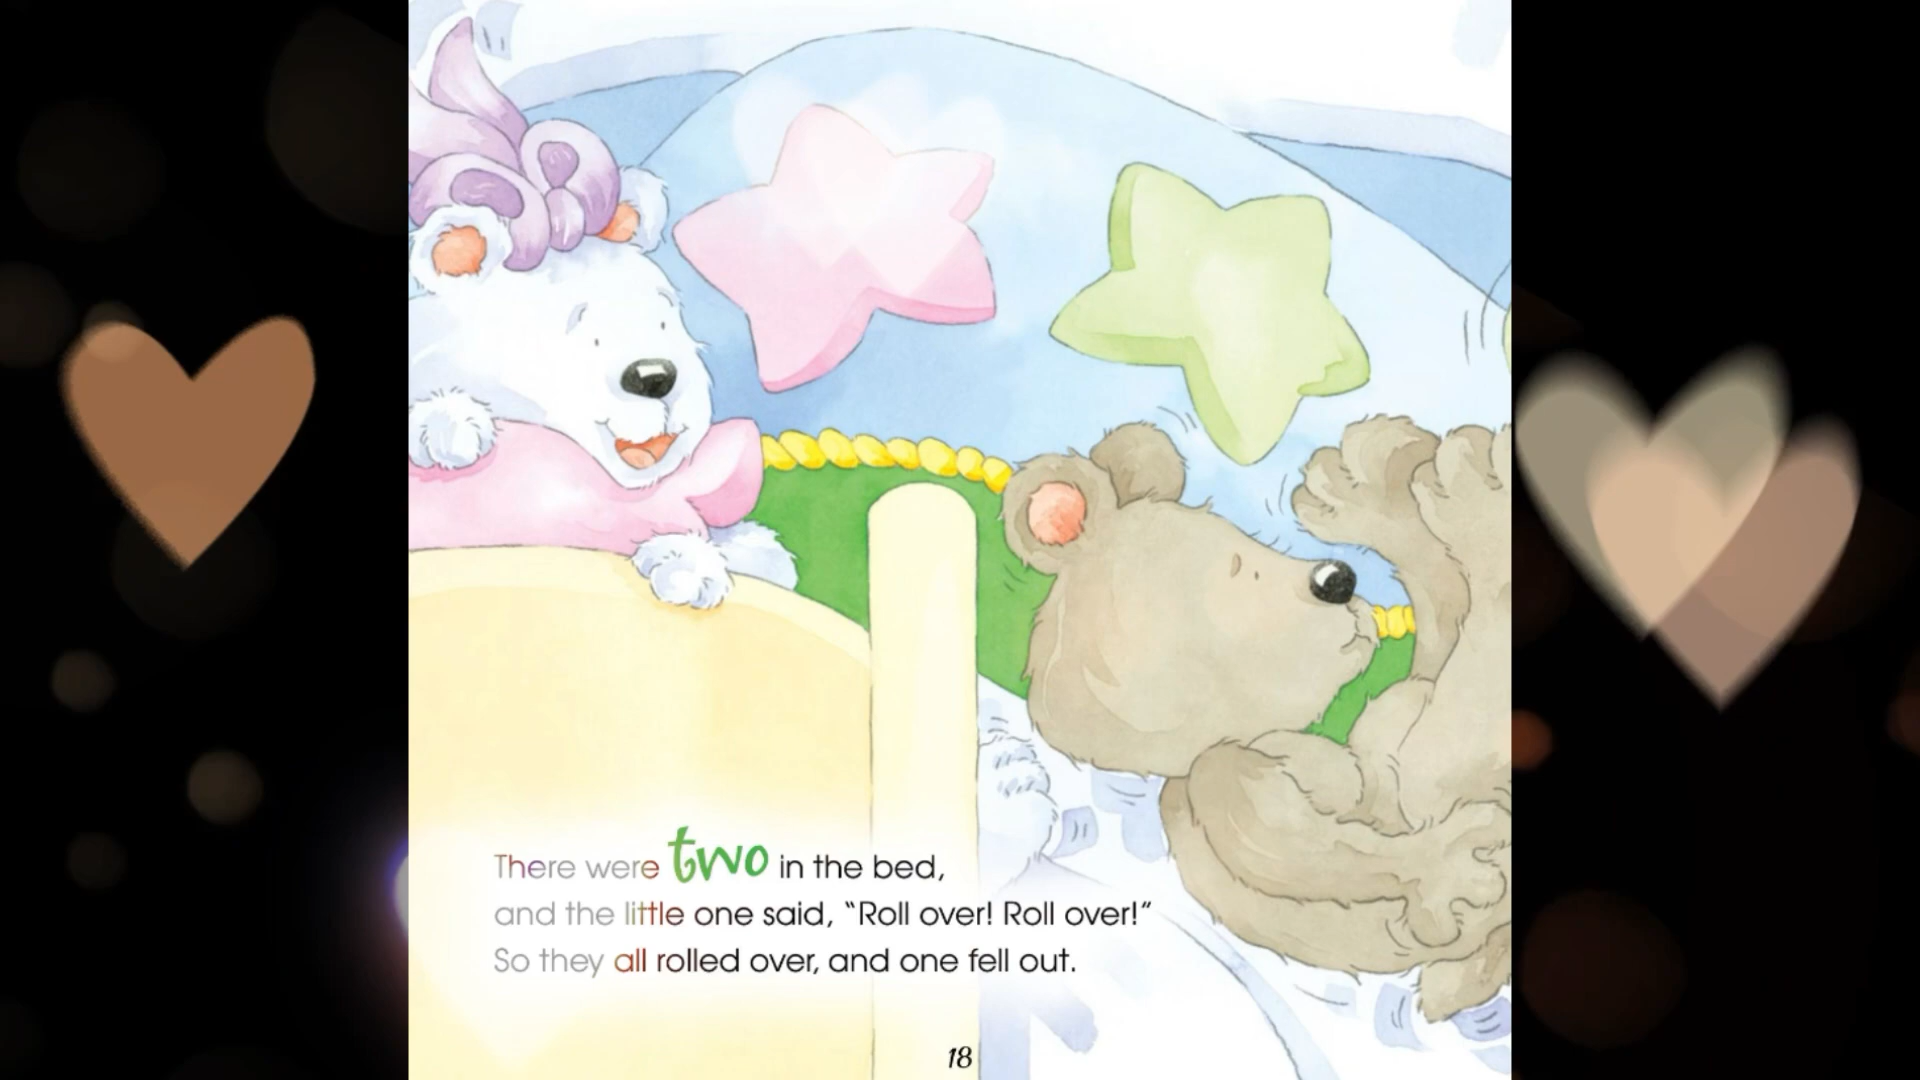 There were two in the bed,
and the little one said, “Roll over! Roll over!”
So they all rolled over, and one fell out.
18